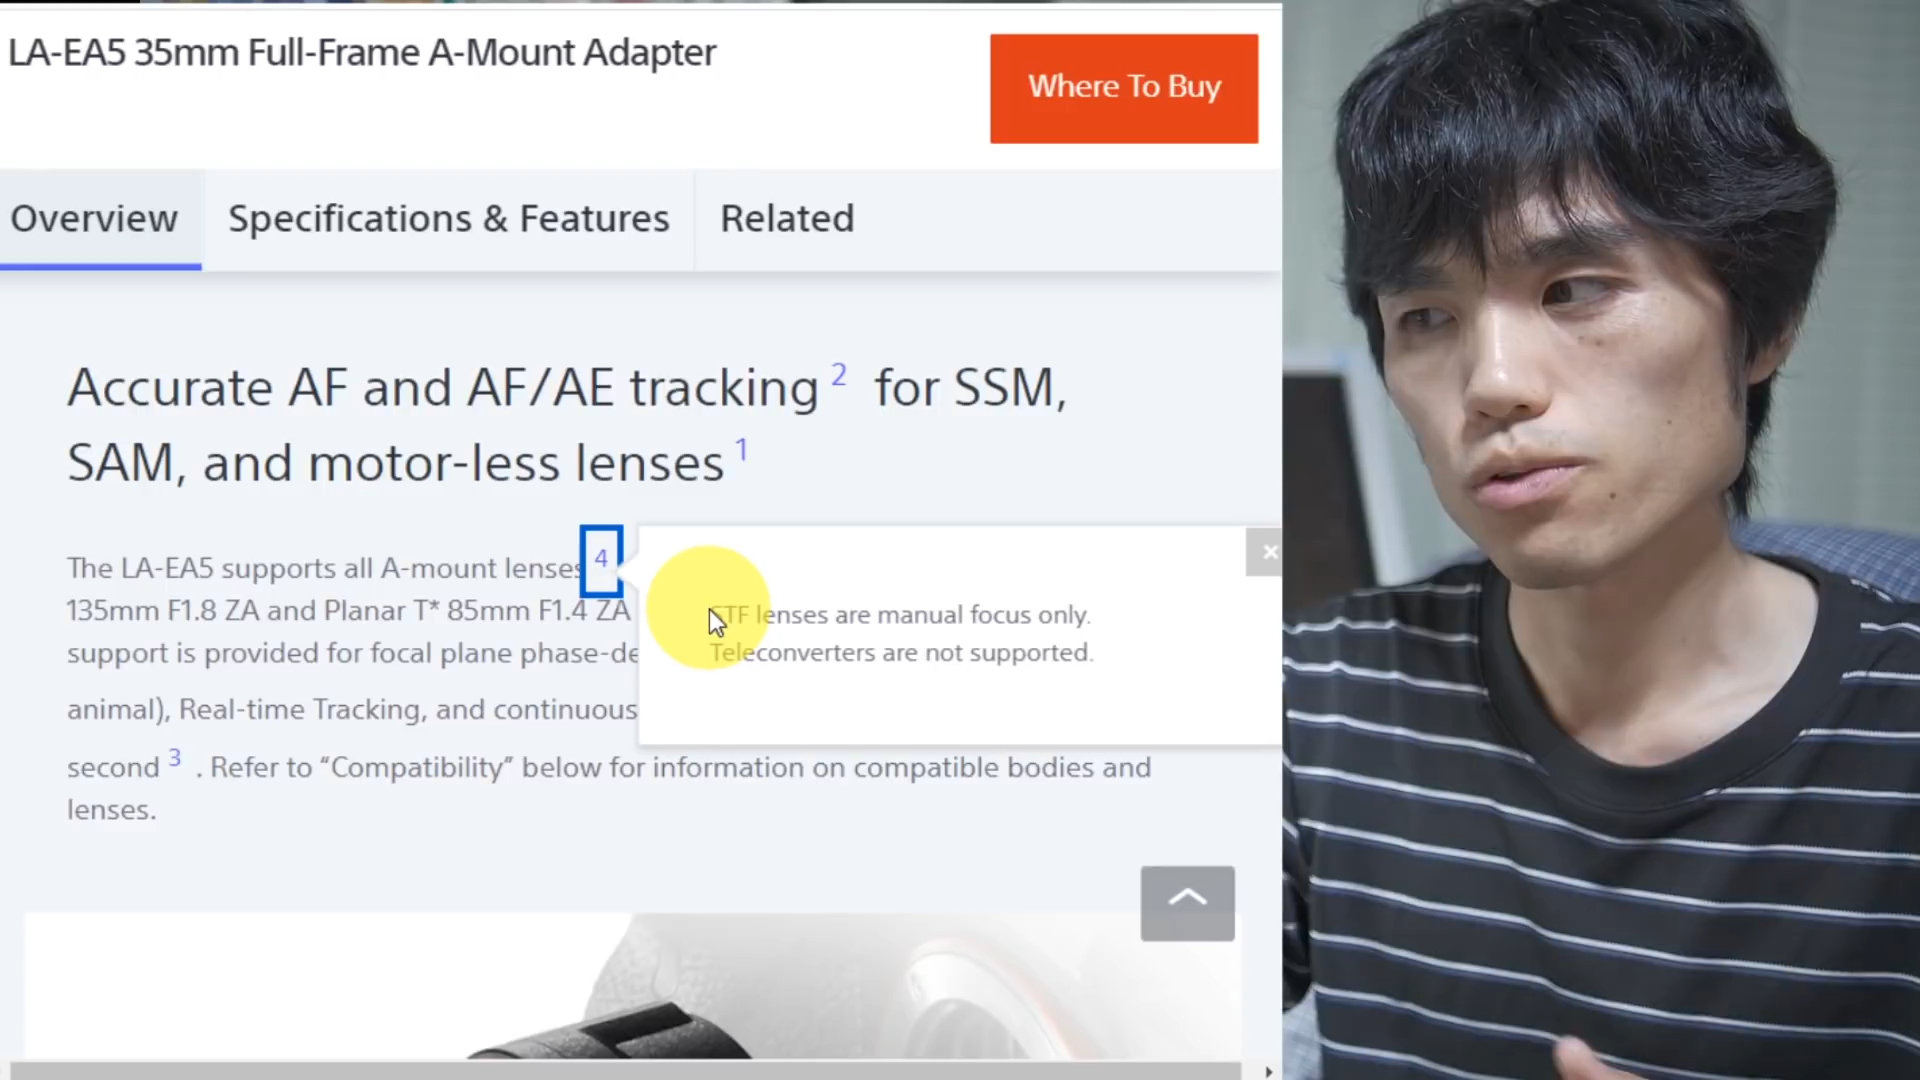 LA-EA5 35mm Full-Frame A-Mount Adapter
Where To Buy
Overview
Specifications & Features
Related
Accurate AF and AF/AE tracking 2 for SSM,
SAM, and motor-less lenses 1
The LA-EA5 supports all A-mount lenses 4
135mm F1.8 ZA and Planar T* 85mm F1.4 ZA
support is provided for focal plane phase-de
animal), Real-time Tracking, and continuous
second 3 . Refer to “Compatibility” below for information on compatible bodies and
lenses.
STF lenses are manual focus only.
Teleconverters are not supported.